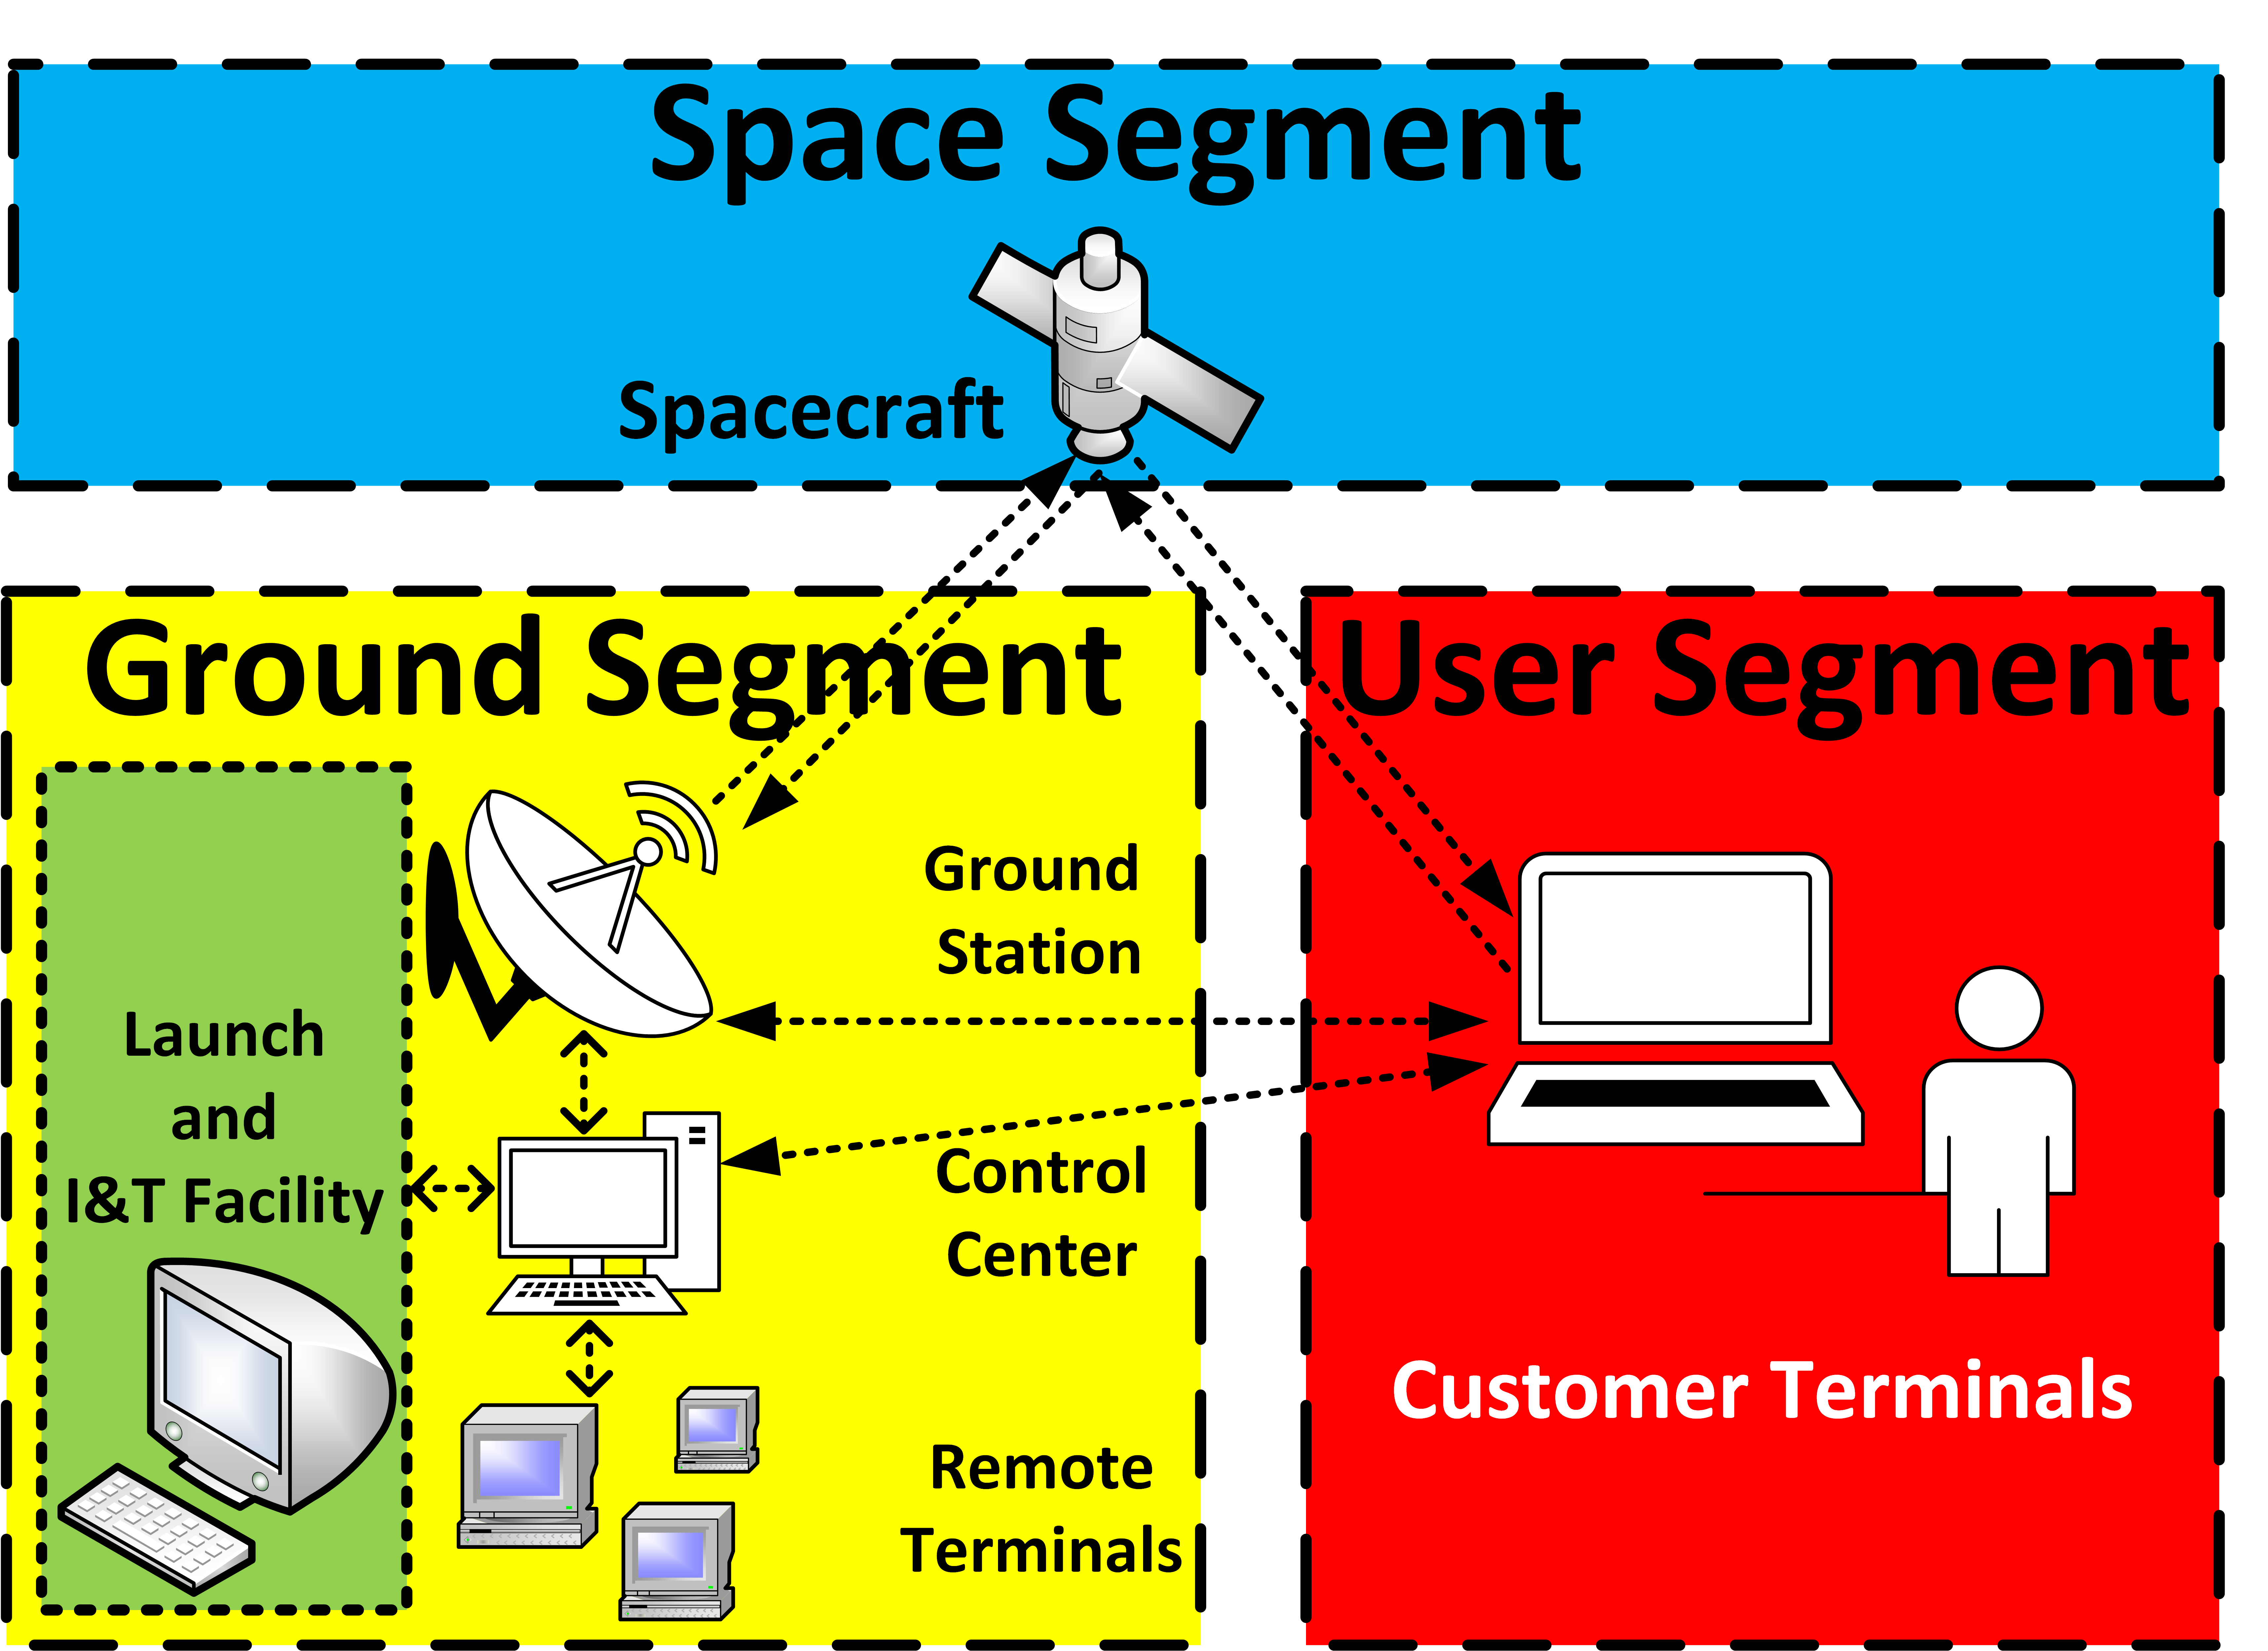 Space Segment
Spacecraft
Ground Segment
User Segment
Ground
Station
Launch
and
I&T Facility
Control
Center
Customer Terminals
Remote
Terminals